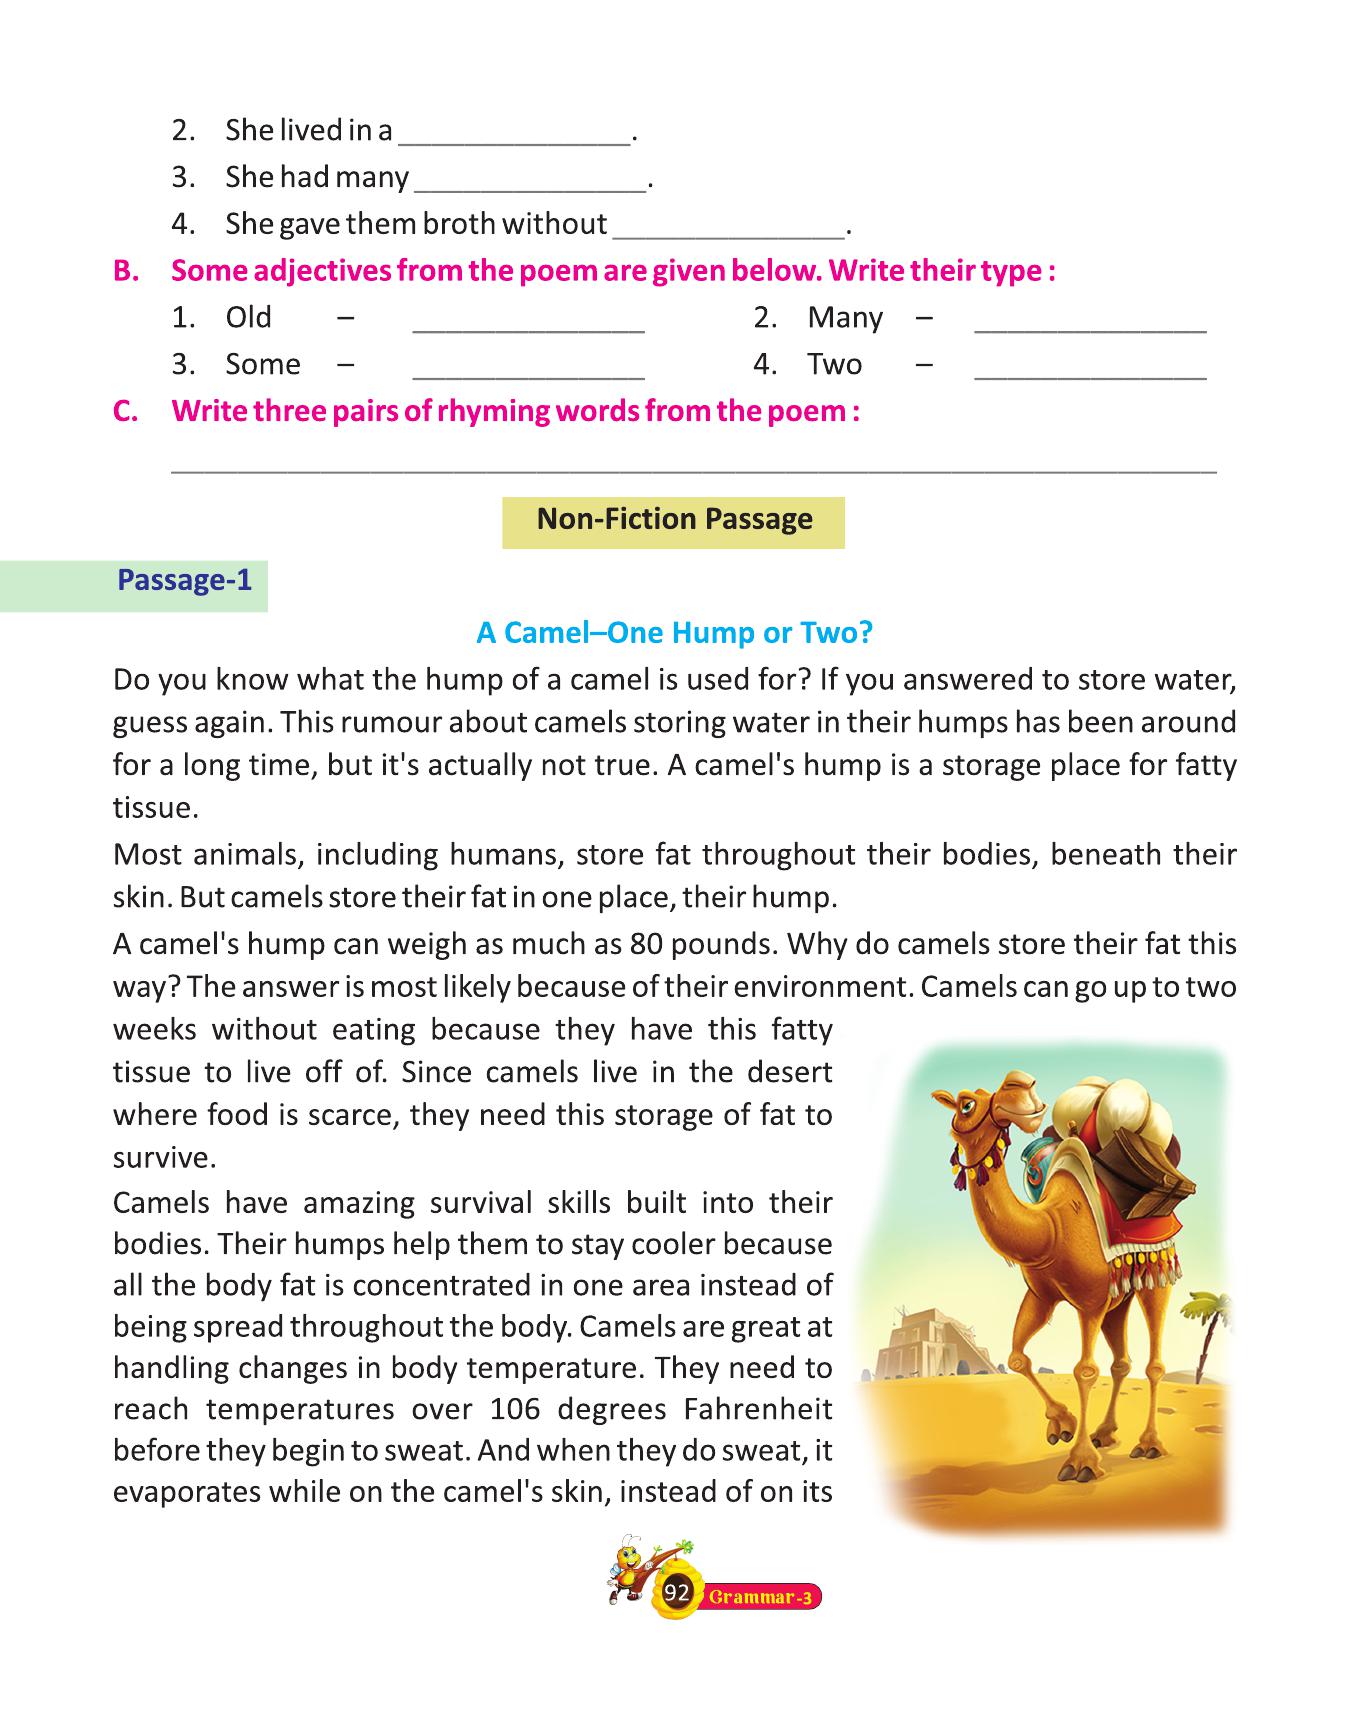 2. She lived in a ______________.
3. She had many ______________.
4. She gave them broth without ______________.
B. Some adjectives from the poem are given below. Write their type :
1. Old – ______________ 2. Many – ______________
3. Some – ______________ 4. Two – ______________
C. Write three pairs of rhyming words from the poem :
Non-Fiction Passage
Passage-1
A Camel–One Hump or Two?
Do you know what the hump of a camel is used for? If you answered to store water,
guess again. This rumour about camels storing water in their humps has been around
for a long time, but it's actually not true. A camel's hump is a storage place for fatty
tissue.
Most animals, including humans, store fat throughout their bodies, beneath their
skin. But camels store their fat in one place, their hump.
A camel's hump can weigh as much as 80 pounds. Why do camels store their fat this
way? The answer is most likely because of their environment. Camels can go up to two
weeks without eating because they have this fatty
tissue to live off of. Since camels live in the desert
where food is scarce, they need this storage of fat to
survive.
Camels have amazing survival skills built into their
bodies. Their humps help them to stay cooler because
all the body fat is concentrated in one area instead of
being spread throughout the body. Camels are great at
handling changes in body temperature. They need to
reach temperatures over 106 degrees Fahrenheit
before they begin to sweat. And when they do sweat, it
evaporates while on the camel's skin, instead of on its
92 Grammar-3